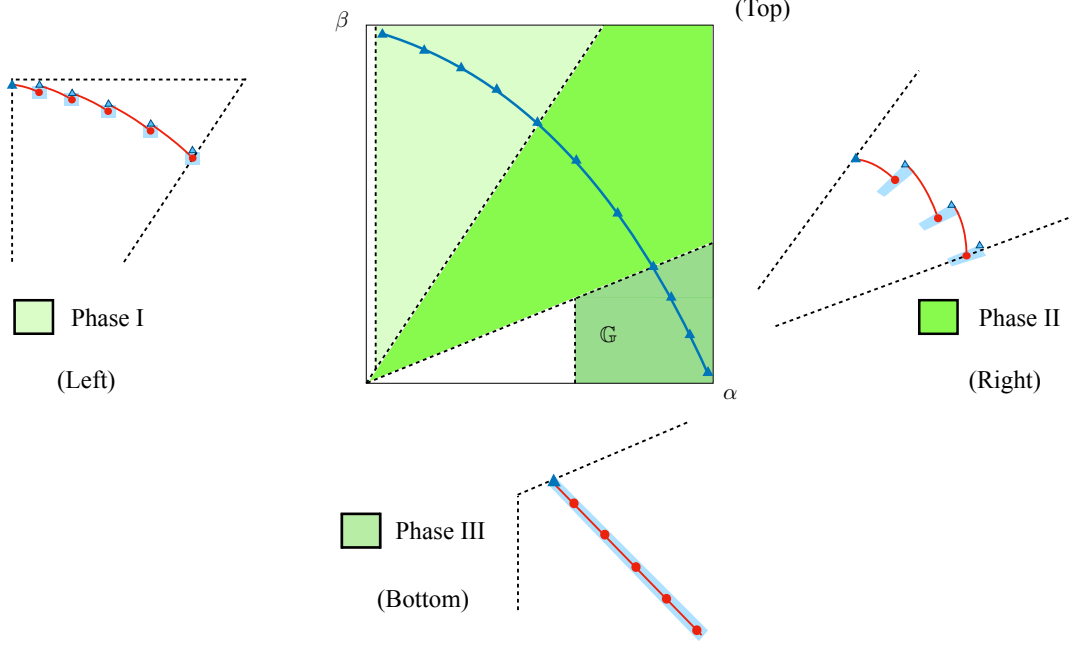 (Top)
β
𝔾
α
Phase I
(Left)
Phase II
(Right)
Phase III
(Bottom)